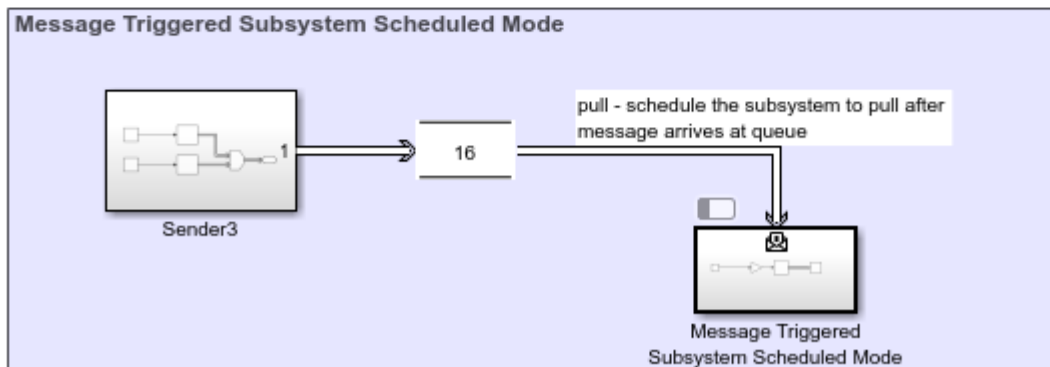 Message Triggered Subsystem Scheduled Mode
pull - schedule the subsystem to pull after
message arrives at queue
1
16
Sender3
Message Triggered
Subsystem Scheduled Mode